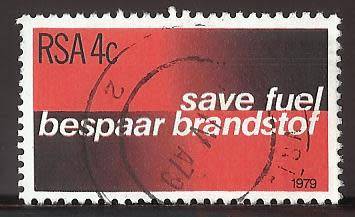 RSA 4c
save fuel
bespaar brandstof
1979